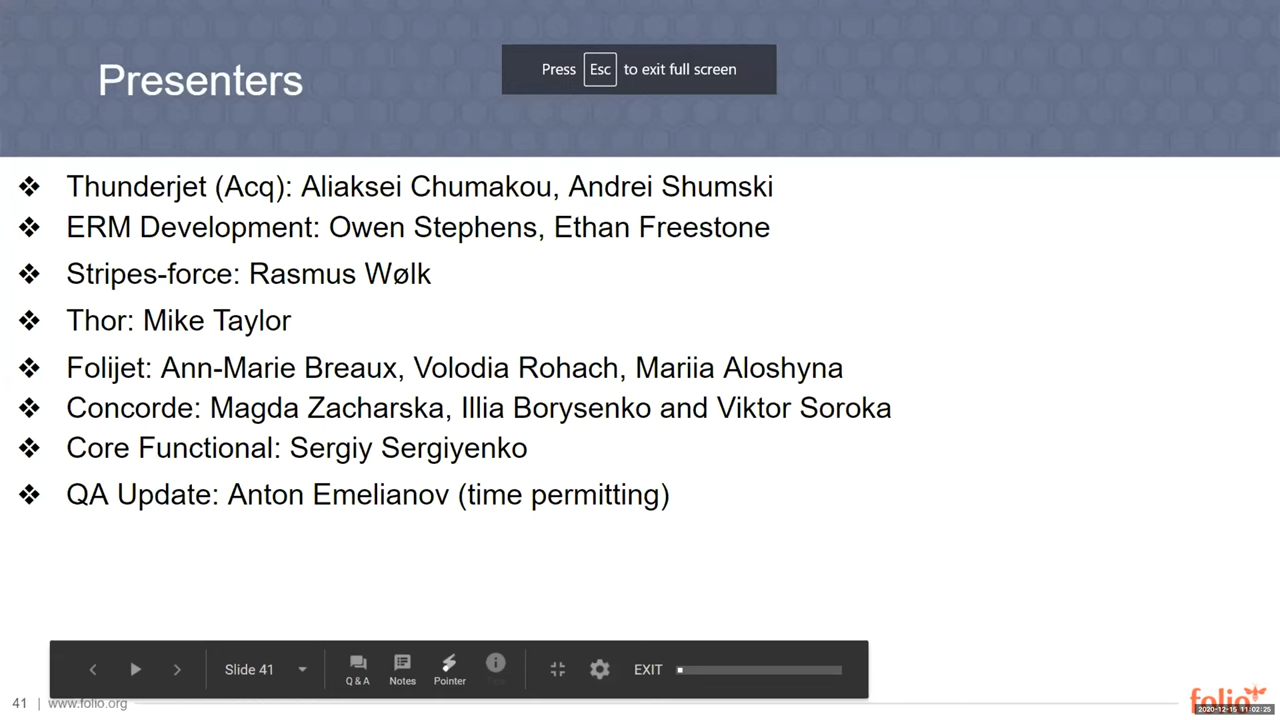 Presenters
Press Esc to exit full screen
❖ Thunderjet (Acq): Aliaksei Chumakou, Andrei Shumski
❖ ERM Development: Owen Stephens, Ethan Freestone
❖ Stripes-force: Rasmus Wølk
❖ Thor: Mike Taylor
❖ Folijet: Ann-Marie Breaux, Volodia Rohach, Mariia Aloshyna
❖ Concorde: Magda Zacharska, Illia Borysenko and Viktor Soroka
❖ Core Functional: Sergiy Sergiyenko
❖ QA Update: Anton Emelianov (time permitting)
Slide 41
Q & A
Notes
Pointer
EXIT
41 | www.folio.org
folio
2020-12-15 11:02:25